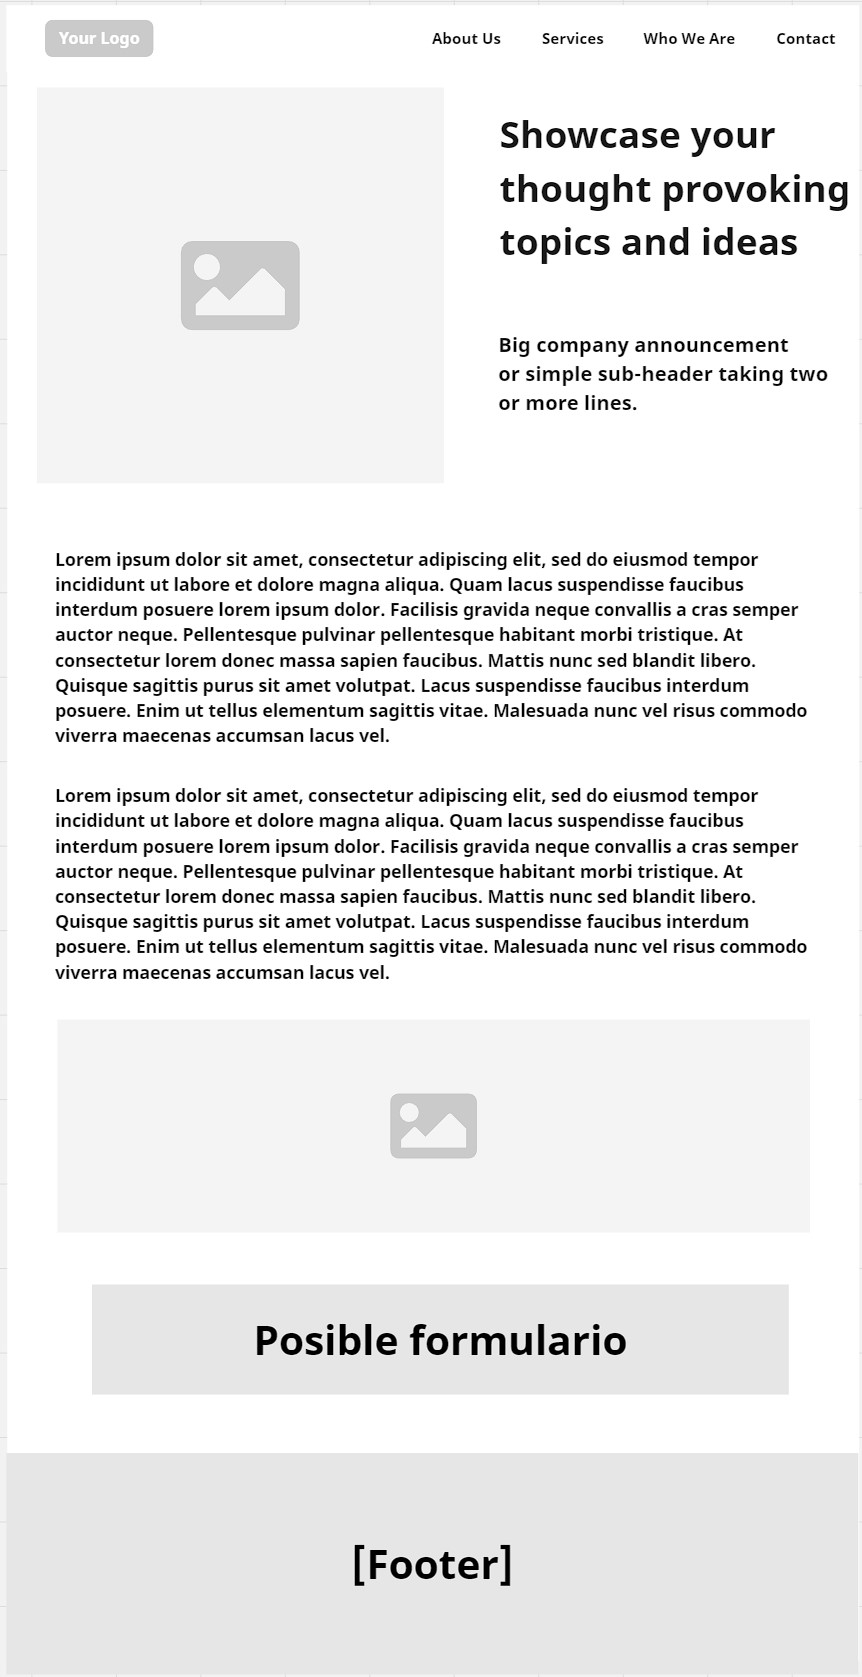 Your Logo
About Us Services Who We Are Contact
Showcase your
thought provoking
topics and ideas
Big company announcement
or simple sub-header taking two
or more lines.
Lorem ipsum dolor sit amet, consectetur adipiscing elit, sed do eiusmod tempor
incididunt ut labore et dolore magna aliqua. Quam lacus suspendisse faucibus
interdum posuere lorem ipsum dolor. Facilisis gravida neque convallis a cras semper
auctor neque. Pellentesque pulvinar pellentesque habitant morbi tristique. At
consectetur lorem donec massa sapien faucibus. Mattis nunc sed blandit libero.
Quisque sagittis purus sit amet volutpat. Lacus suspendisse faucibus interdum
posuere. Enim ut tellus elementum sagittis vitae. Malesuada nunc vel risus commodo
viverra maecenas accumsan lacus vel.
Lorem ipsum dolor sit amet, consectetur adipiscing elit, sed do eiusmod tempor
incididunt ut labore et dolore magna aliqua. Quam lacus suspendisse faucibus
interdum posuere lorem ipsum dolor. Facilisis gravida neque convallis a cras semper
auctor neque. Pellentesque pulvinar pellentesque habitant morbi tristique. At
consectetur lorem donec massa sapien faucibus. Mattis nunc sed blandit libero.
Quisque sagittis purus sit amet volutpat. Lacus suspendisse faucibus interdum
posuere. Enim ut tellus elementum sagittis vitae. Malesuada nunc vel risus commodo
viverra maecenas accumsan lacus vel.
Posible formulario
[Footer]